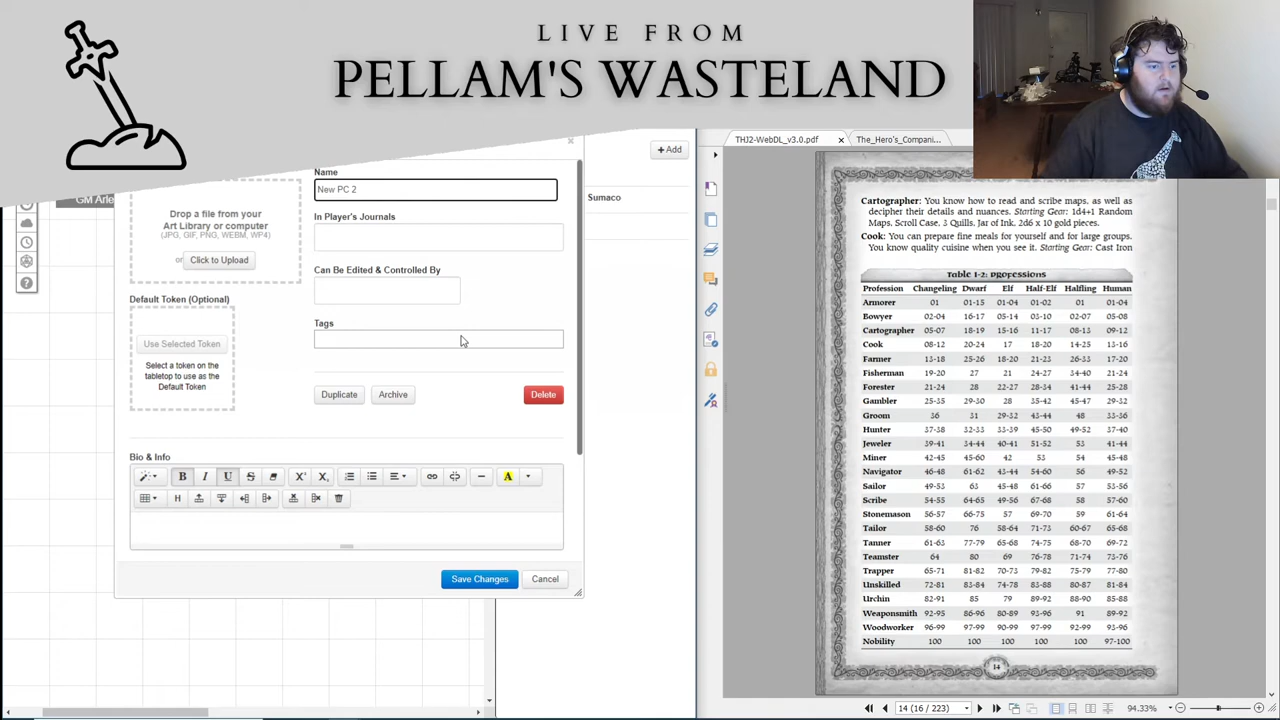 LIVE FROM
PELLAM'S WASTELAND
Add
THJ2-WebDL_v3.0.pdf
The_Hero's_Compani...
Name
New PC 2
Sumaco
GM Arle
In Player's Journals
Drop a file from your
Art Library or computer
(JPG, GIF, PNG, WEBM, WP4)
or Click to Upload
Can Be Edited & Controlled By
Default Token (Optional)
Use Selected Token
Select a token on the
tabletop to use as the
Default Token
Tags
Duplicate
Archive
Delete
Bio & Info
B I U S
H
A
Save Changes
Cancel
Cartographer: You know how to read and scribe maps, as well as
decipher their details and nuances. Starting Gear: 1d4+1 Random
Maps, Scroll Case, 3 Quills, Jar of Ink, 2d6 x 10 gold pieces.
Cook: You can prepare fine meals for yourself and for large groups.
You know quality cuisine when you see it. Starting Gear: Cast Iron
Table 1-2: Professions
Profession Changeling Dwarf Elf Half-Elf Halfling Human
Armorer 01 01-15 01-04 01-02 01 01-04
Bowyer 02-04 16-17 05-14 03-10 02-07 05-08
Cartographer 05-07 18-19 15-16 11-17 08-13 09-12
Cook 08-12 20-24 17 18-20 14-25 13-16
Farmer 13-18 25-26 18-20 21-23 26-33 17-20
Fisherman 19-20 27 21 24-27 34-40 21-24
Forester 21-24 28 22-27 28-34 41-44 25-28
Gambler 25-35 29-30 28 35-42 45-47 29-32
Groom 36 31 29-32 43-44 48 33-36
Hunter 37-38 32-33 33-39 45-50 49-52 37-40
Jeweler 39-41 34-44 40-41 51-52 53 41-44
Miner 42-45 45-60 42 53 54 45-48
Navigator 46-48 61-62 43-44 54-60 56 49-52
Sailor 49-53 63 45-48 61-66 57 53-56
Scribe 54-55 64-65 49-56 67-68 58 57-60
Stonemason 56-57 66-75 57 69-70 59 61-64
Tailor 58-60 76 58-64 71-73 60-67 65-68
Tanner 61-63 77-79 65-68 74-75 68-70 69-72
Teamster 64 80 69 76-78 71-74 73-76
Trapper 65-71 81-82 70-73 79-82 75-79 77-80
Unskilled 72-81 83-84 74-78 83-88 80-87 81-84
Urchin 82-91 85 79 89-92 88-90 85-88
Weaponsmith 92-95 86-96 80-89 93-96 91 89-92
Woodworker 96-99 97-99 90-99 97-99 92-99 93-96
Nobility 100 100 100 100 100 97-100
14
14 (16 / 223)
94.33%